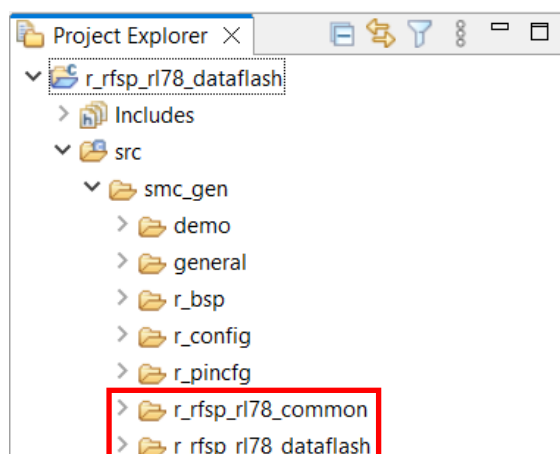 Project Explorer
r_rfsp_rl78_dataflash
Includes
src
smc_gen
demo
general
r_bsp
r_config
r_pincfg
r_rfsp_rl78_common
r_rfsp_rl78_dataflash